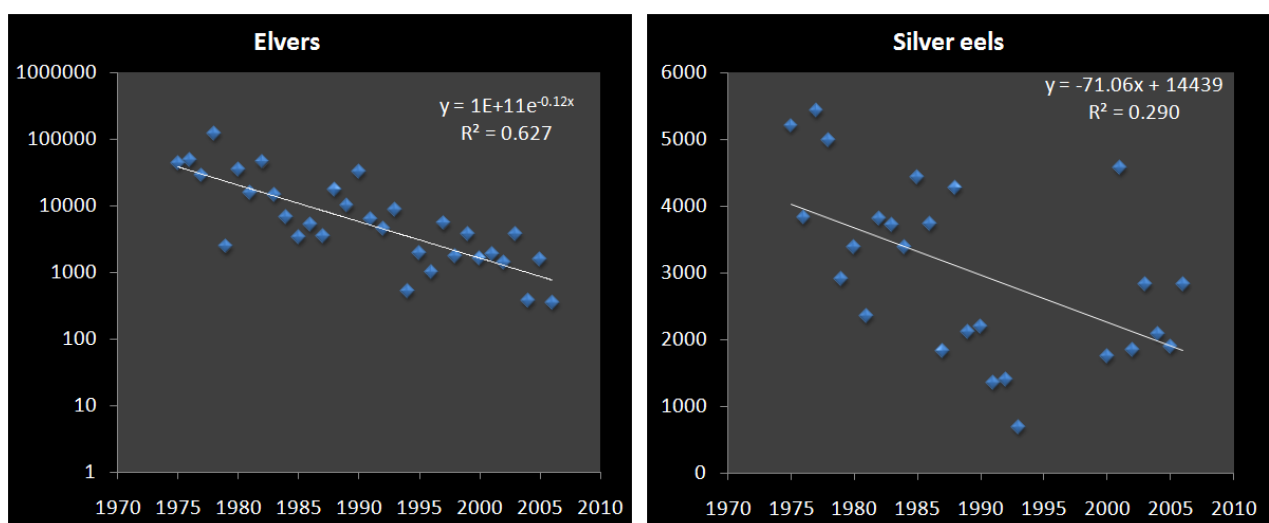 Elvers
1000000
100000
10000
1000
100
10
1
y = 1E+11e^-0.12x
R² = 0.627
1970 1975 1980 1985 1990 1995 2000 2005 2010
Silver eels
6000
5000
4000
3000
2000
1000
0
y = -71.06x + 14439
R² = 0.290
1970 1975 1980 1985 1990 1995 2000 2005 2010